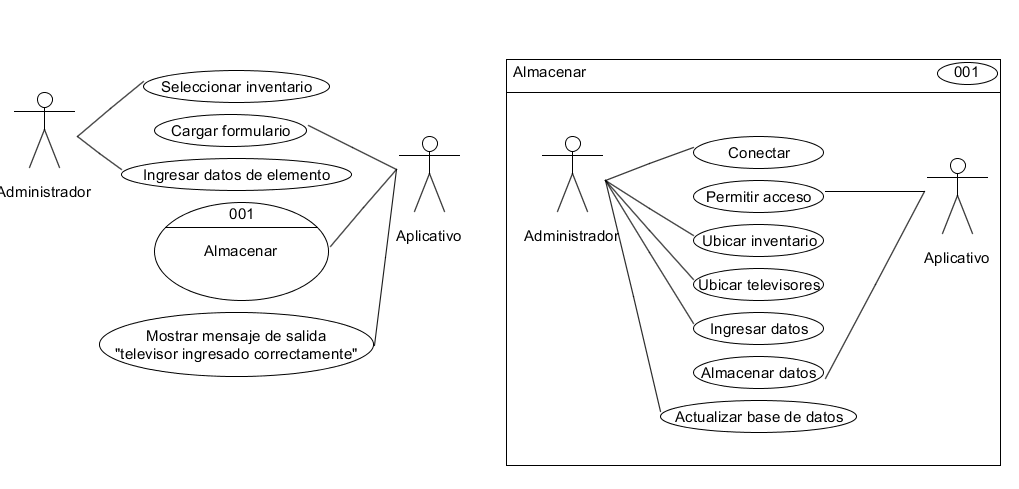 Seleccionar inventario
Cargar formulario
Ingresar datos de elemento
Administrador
001
Almacenar
Aplicativo
Mostrar mensaje de salida
"televisor ingresado correctamente"
Almacenar
001
Conectar
Permitir acceso
Administrador
Ubicar inventario
Aplicativo
Ubicar televisores
Ingresar datos
Almacenar datos
Actualizar base de datos